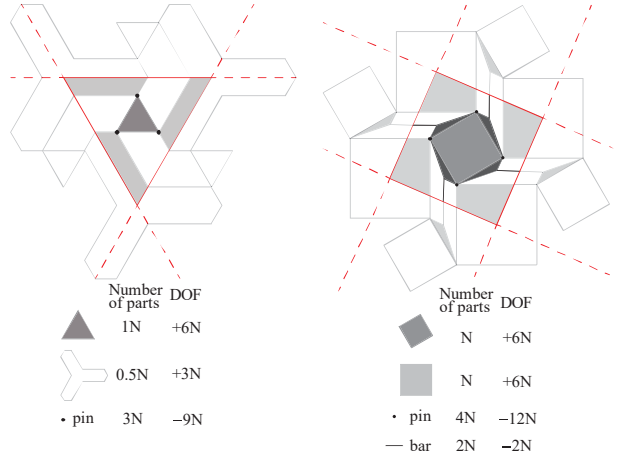 Number of parts DOF
1N +6N
0.5N +3N
pin 3N −9N
Number of parts DOF
N +6N
N +6N
pin 4N −12N
bar 2N −2N